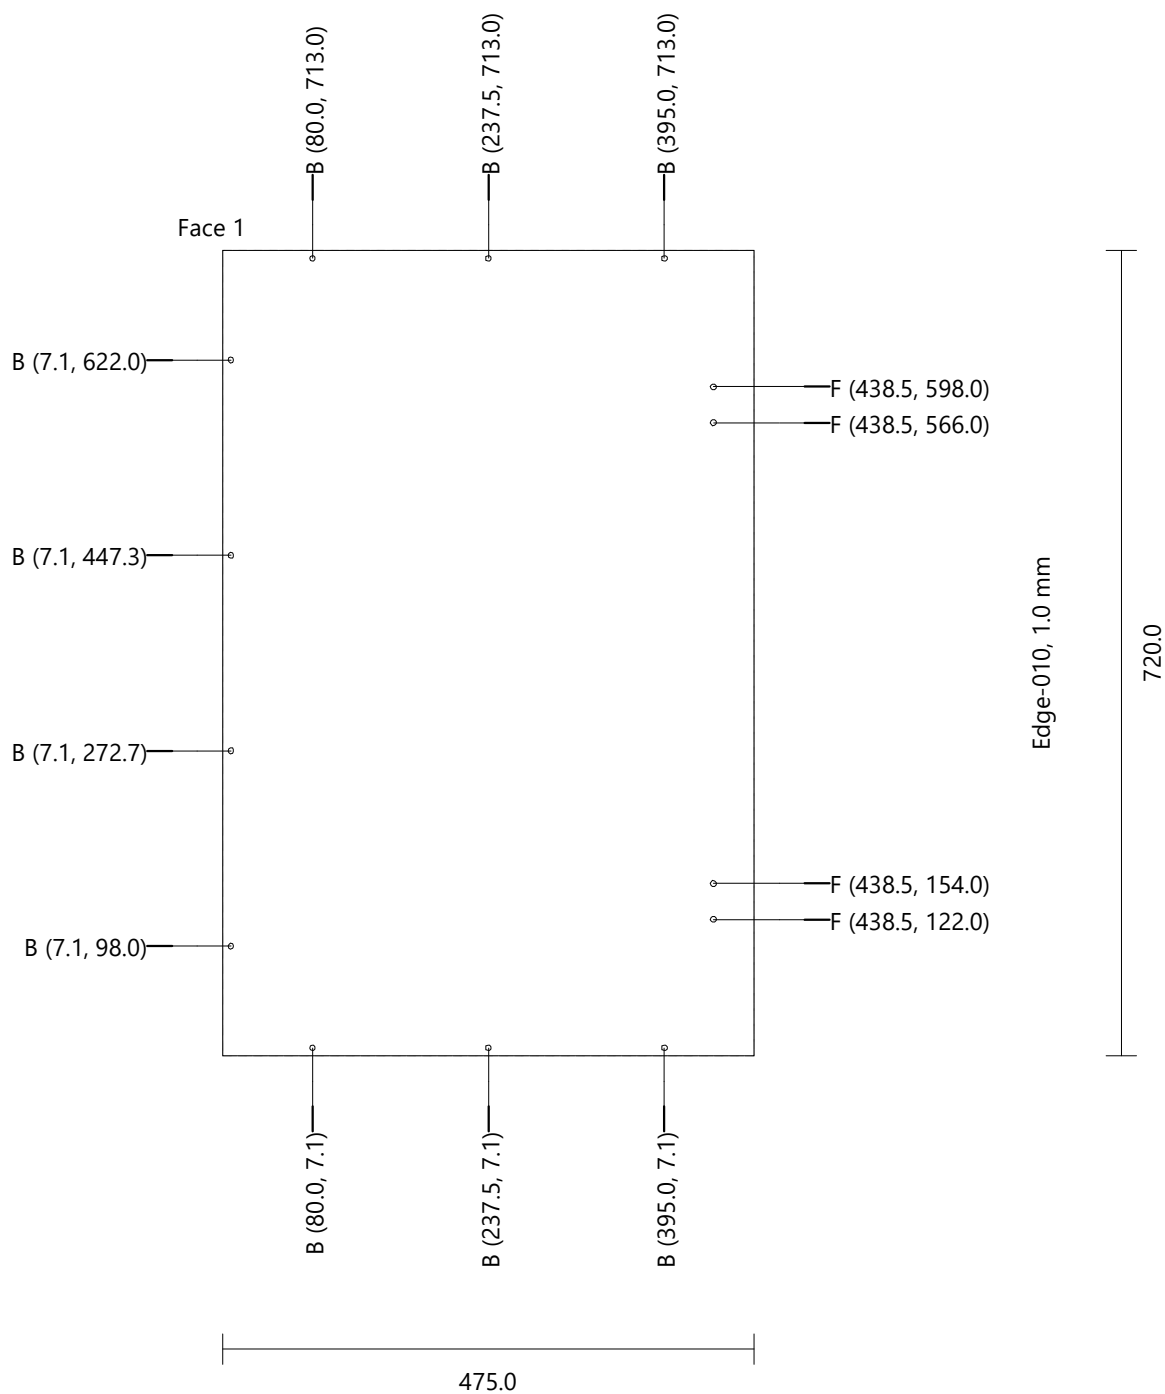 B (80.0, 713.0)
B (237.5, 713.0)
B (395.0, 713.0)
Face 1
B (7.1, 622.0)
F (438.5, 598.0)
F (438.5, 566.0)
B (7.1, 447.3)
Edge-010, 1.0 mm
720.0
B (7.1, 272.7)
F (438.5, 154.0)
F (438.5, 122.0)
B (7.1, 98.0)
B (80.0, 7.1)
B (237.5, 7.1)
B (395.0, 7.1)
475.0